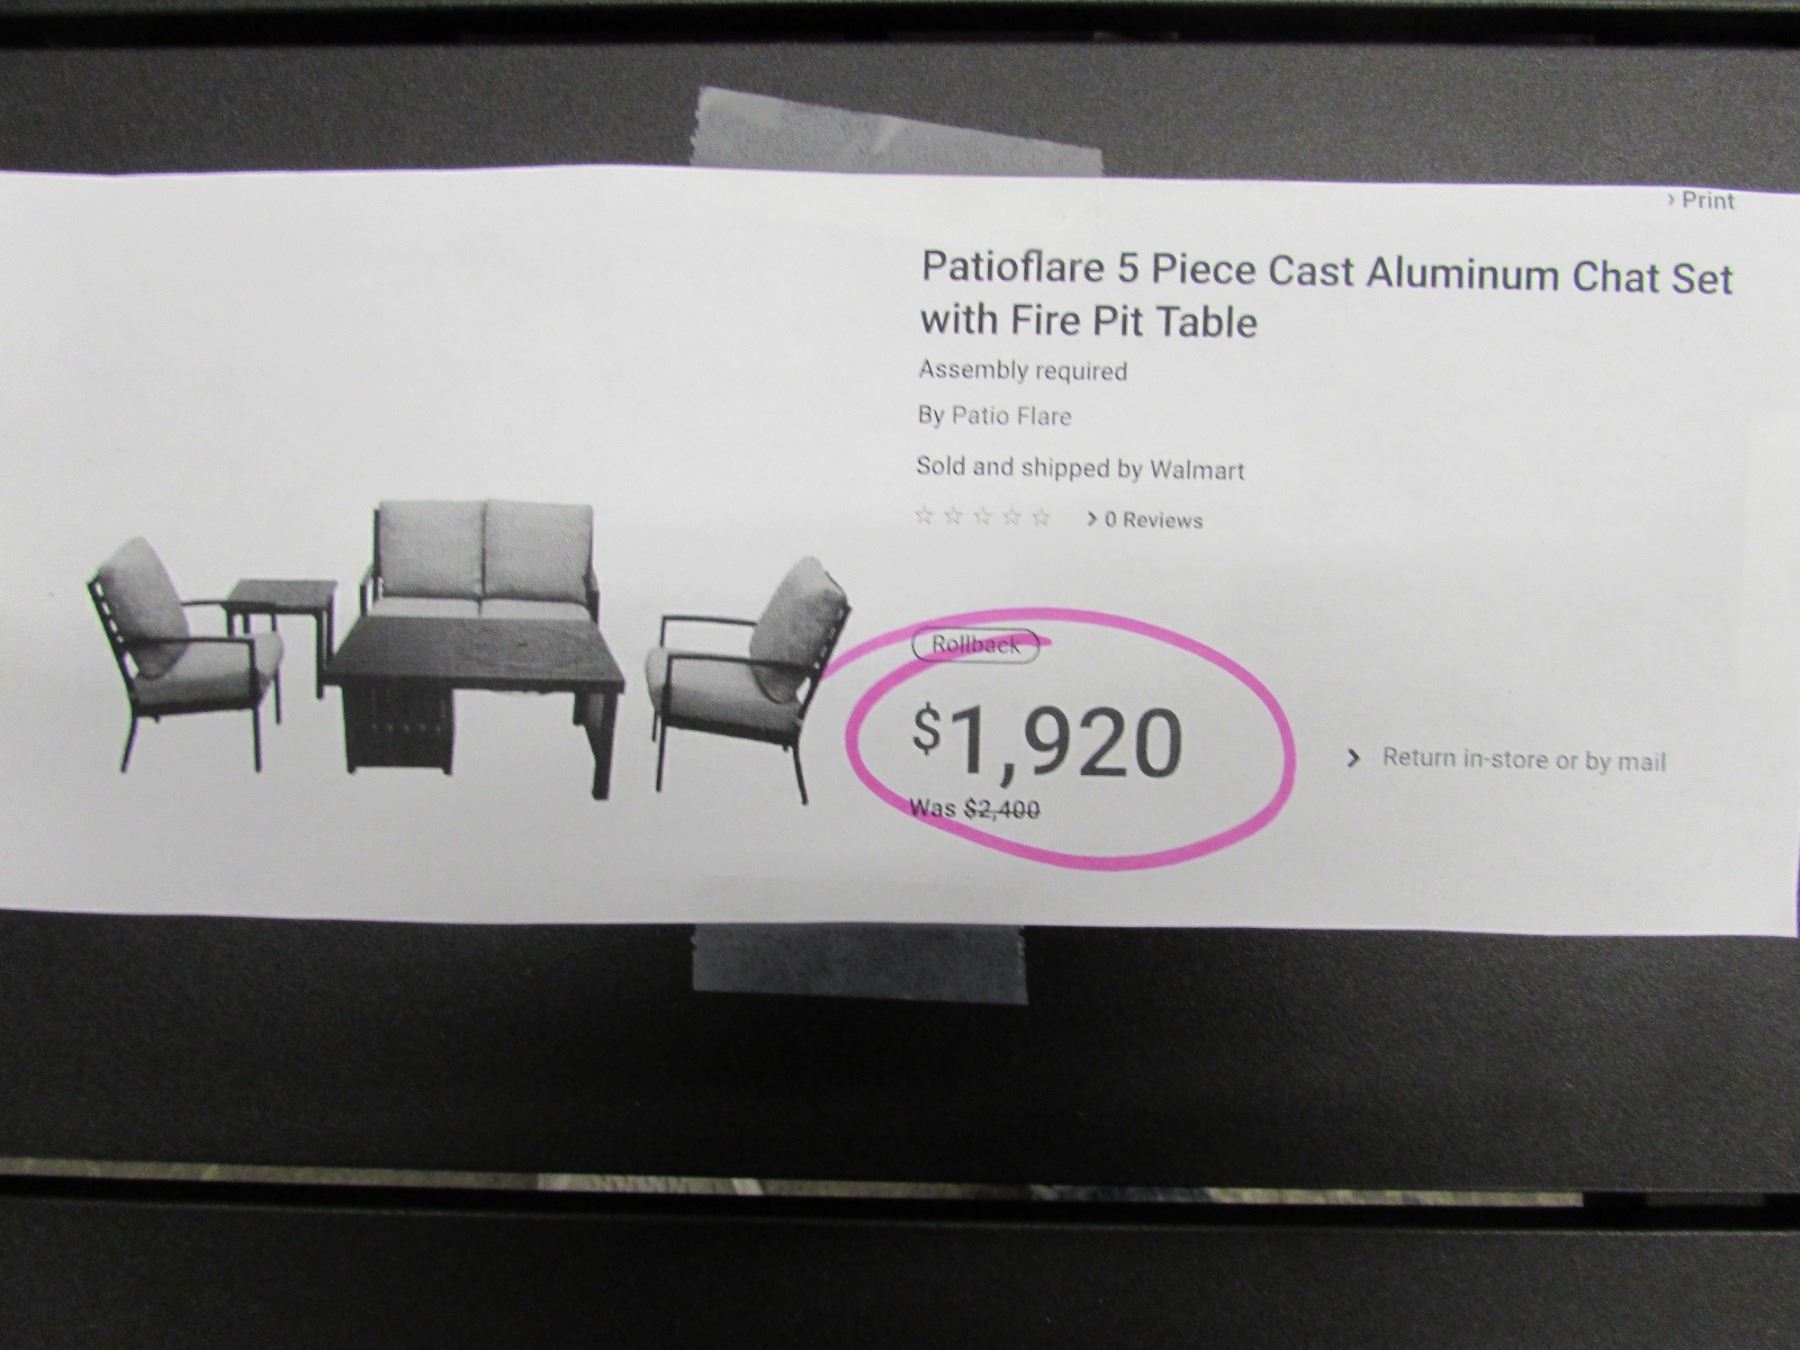 › Print
Patioflare 5 Piece Cast Aluminum Chat Set
with Fire Pit Table
Assembly required
By Patio Flare
Sold and shipped by Walmart
› 0 Reviews
Rollback
$1,920
Was $2,400
› Return in-store or by mail